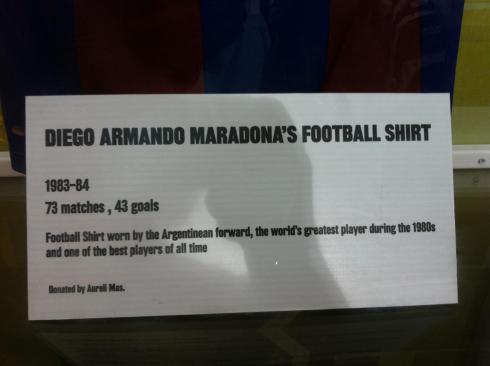 DIEGO ARMANDO MARADONA'S FOOTBALL SHIRT
1983-84
73 matches , 43 goals
Football Shirt worn by the Argentinean forward, the world's greatest player during the 1980s
and one of the best players of all time
Donated by Aureli Mas.